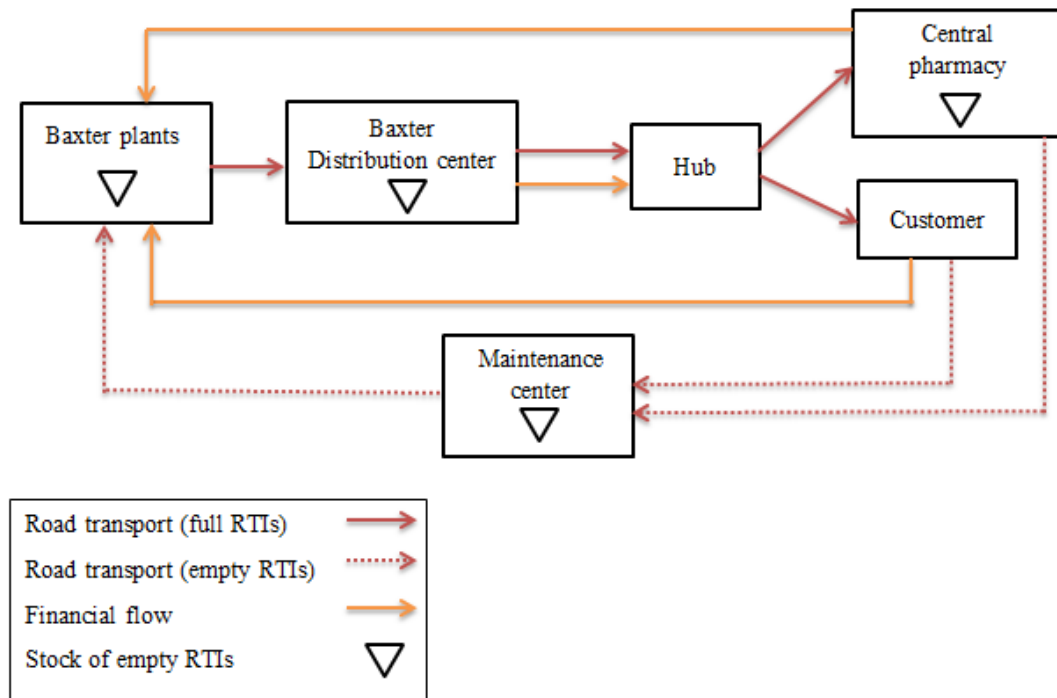 Central
pharmacy
Baxter plants
Baxter
Distribution center
Hub
Customer
Maintenance
center
Road transport (full RTIs)
Road transport (empty RTIs)
Financial flow
Stock of empty RTIs